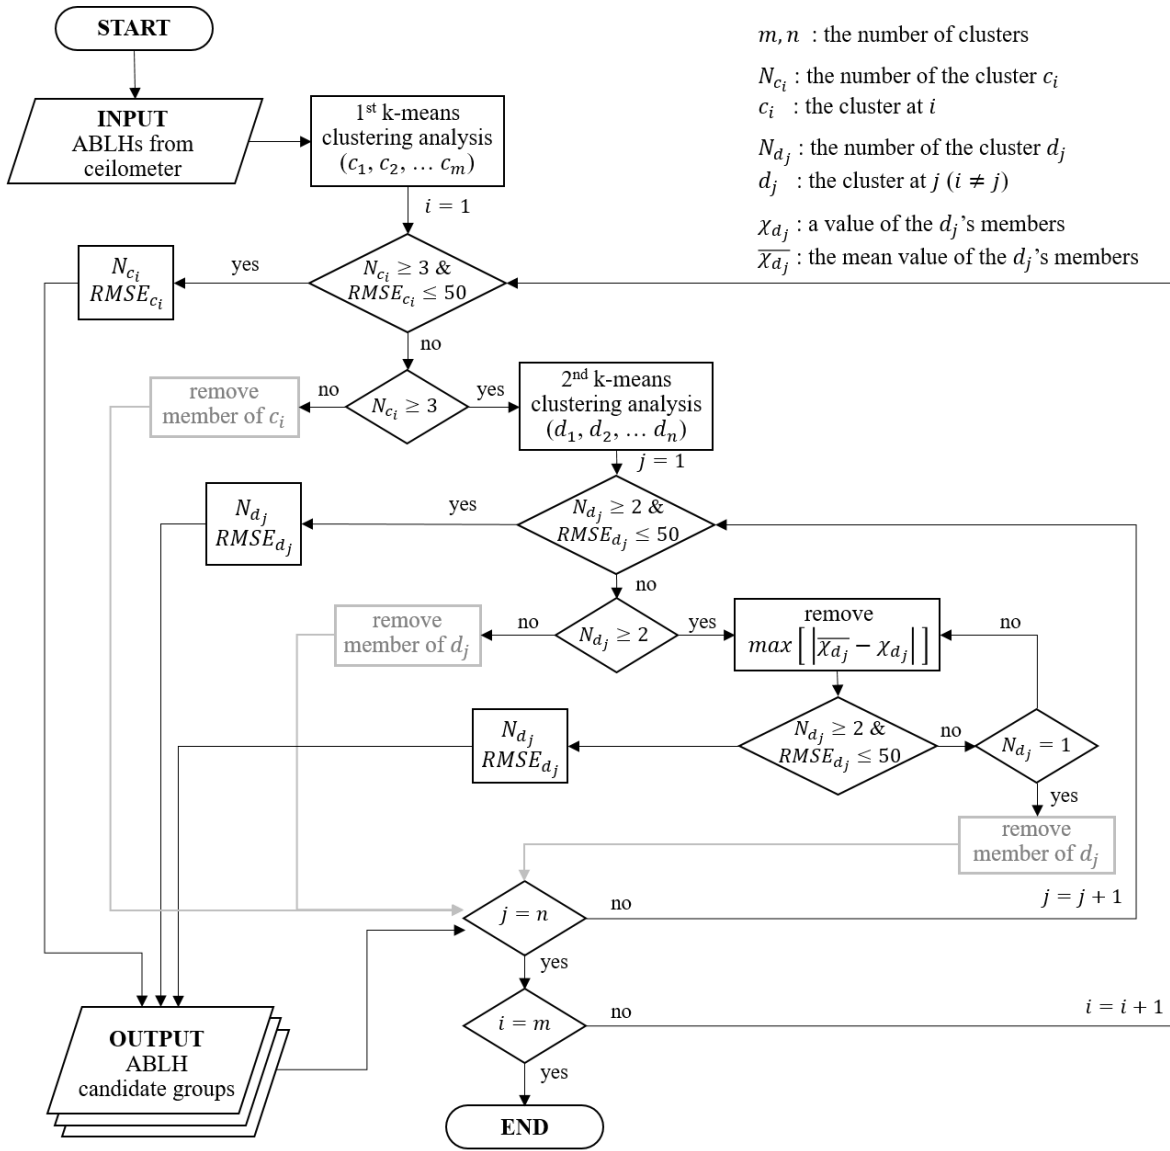 START
INPUT
ABLHs from
ceilometer
1st k-means
clustering analysis
(c₁, c₂, … cₘ)
m, n : the number of clusters
N_{c_i} : the number of the cluster c_i
c_i : the cluster at i
N_{d_j} : the number of the cluster d_j
d_j : the cluster at j (i ≠ j)
χ_{d_j} : a value of the d_j's members
\overline{χ_{d_j}} : the mean value of the d_j's members
i = 1
N_{c_i} ≥ 3 &
RMSE_{c_i} ≤ 50
yes
N_{c_i}
RMSE_{c_i}
no
N_{c_i} ≥ 3
no
remove
member of c_i
yes
2nd k-means
clustering analysis
(d₁, d₂, … dₙ)
j = 1
N_{d_j} ≥ 2 &
RMSE_{d_j} ≤ 50
yes
N_{d_j}
RMSE_{d_j}
no
N_{d_j} ≥ 2
no
remove
member of d_j
yes
remove
max[|\overline{χ_{d_j}} − χ_{d_j}|]
no
N_{d_j} ≥ 2 &
RMSE_{d_j} ≤ 50
N_{d_j}
RMSE_{d_j}
no
N_{d_j} = 1
yes
remove
member of d_j
j = n
no
j = j + 1
yes
i = m
no
i = i + 1
yes
END
OUTPUT
ABLH
candidate groups